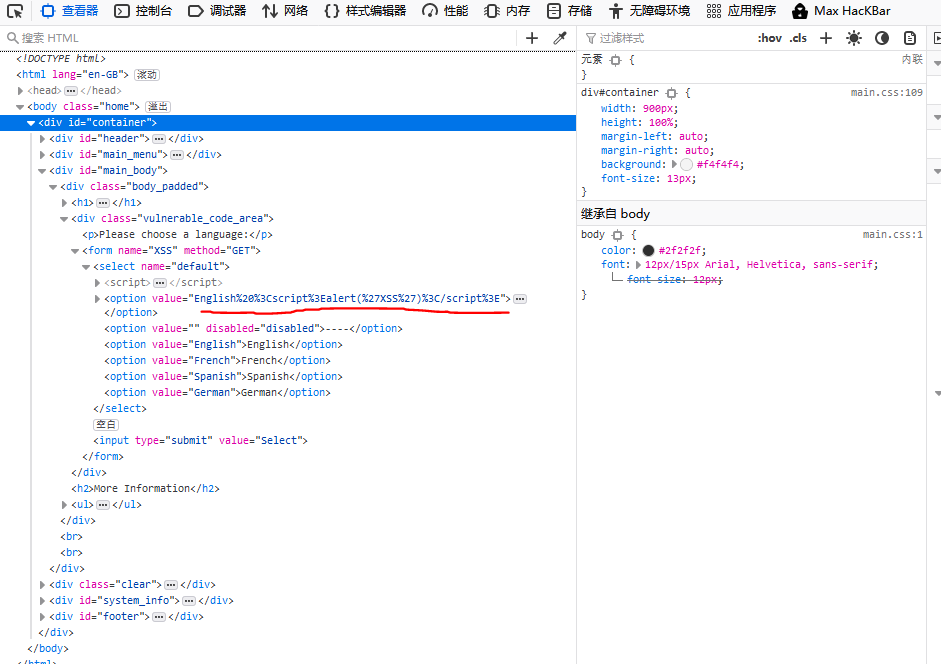 查看器 控制台 调试器 网络 样式编辑器 性能 内存 存储 无障碍环境 应用程序 Max HacKBar
搜索 HTML
<!DOCTYPE html>
<html lang="en-GB"> 滚动
<head> ··· </head>
<body class="home"> 溢出
<div id="container">
<div id="header"> ··· </div>
<div id="main_menu"> ··· </div>
<div id="main_body">
<div class="body_padded">
<h1> ··· </h1>
<div class="vulnerable_code_area">
<p>Please choose a language:</p>
<form name="XSS" method="GET">
<select name="default">
<script> ··· </script>
<option value="English%20%3Cscript%3Ealert(%27XSS%27)%3C/script%3E"> ···
</option>
<option value="" disabled="disabled">----</option>
<option value="English">English</option>
<option value="French">French</option>
<option value="Spanish">Spanish</option>
<option value="German">German</option>
</select>
空白
<input type="submit" value="Select">
</form>
</div>
<h2>More Information</h2>
<ul> ··· </ul>
</div>
<br>
<br>
</div>
<div class="clear"> ··· </div>
<div id="system_info"> ··· </div>
<div id="footer"> ··· </div>
</div>
</body>
</html>
过滤样式 :hov .cls
元素 { 内联
}
div#container { main.css:109
width: 900px;
height: 100%;
margin-left: auto;
margin-right: auto;
background: #f4f4f4;
font-size: 13px;
}
继承自 body
body { main.css:1
color: #2f2f2f;
font: 12px/15px Arial, Helvetica, sans-serif;
font-size: 12px;
}